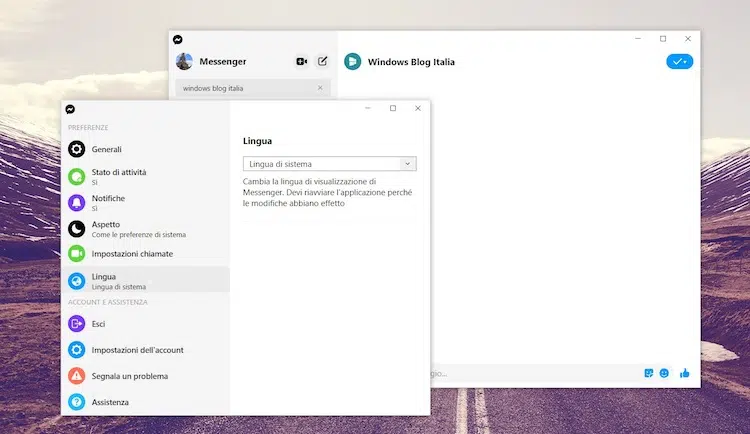 Messenger
Windows Blog Italia
windows blog italia
PREFERENZE
Generali
Stato di attività
Sì
Notifiche
Sì
Aspetto
Come le preferenze di sistema
Impostazioni chiamate
Lingua
Lingua di sistema
ACCOUNT E ASSISTENZA
Esci
Impostazioni dell'account
Segnala un problema
Assistenza
Lingua
Lingua di sistema
Cambia la lingua di visualizzazione di
Messenger. Devi riavviare l'applicazione perché
le modifiche abbiano effetto